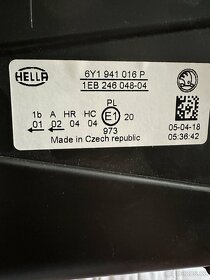 HELLA
6Y1 941 016 P
1EB 246 048-04
PL
1b A HR HC E1 20
01 02 04 04
973
05-04-18
05:36:42
Made in Czech republic